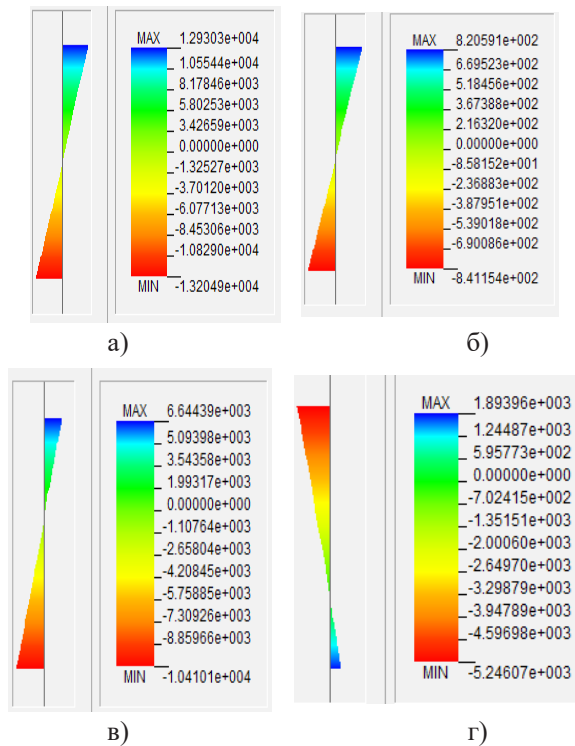 MAX 1.29303e+004
1.05544e+004
8.17846e+003
5.80253e+003
3.42659e+003
0.00000e+000
-1.32527e+003
-3.70120e+003
-6.07713e+003
-8.45306e+003
-1.08290e+004
MIN -1.32049e+004
а)
MAX 8.20591e+002
6.69523e+002
5.18456e+002
3.67388e+002
2.16320e+002
0.00000e+000
-8.58152e+001
-2.36883e+002
-3.87951e+002
-5.39018e+002
-6.90086e+002
MIN -8.41154e+002
б)
MAX 6.64439e+003
5.09398e+003
3.54358e+003
1.99317e+003
0.00000e+000
-1.10764e+003
-2.65804e+003
-4.20845e+003
-5.75885e+003
-7.30926e+003
-8.85966e+003
MIN -1.04101e+004
в)
MAX 1.89396e+003
1.24487e+003
5.95773e+002
0.00000e+000
-7.02415e+002
-1.35151e+003
-2.00060e+003
-2.64970e+003
-3.29879e+003
-3.94789e+003
-4.59698e+003
MIN -5.24607e+003
г)